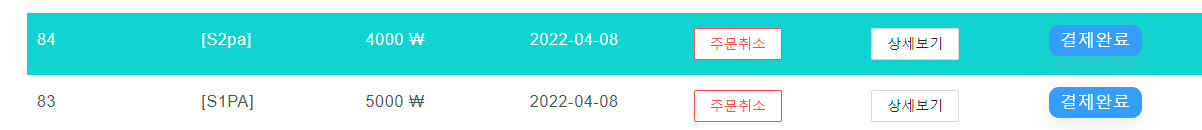 84 [S2pa] 4000 ₩ 2022-04-08 주문취소 상세보기 결제완료
83 [S1PA] 5000 ₩ 2022-04-08 주문취소 상세보기 결제완료